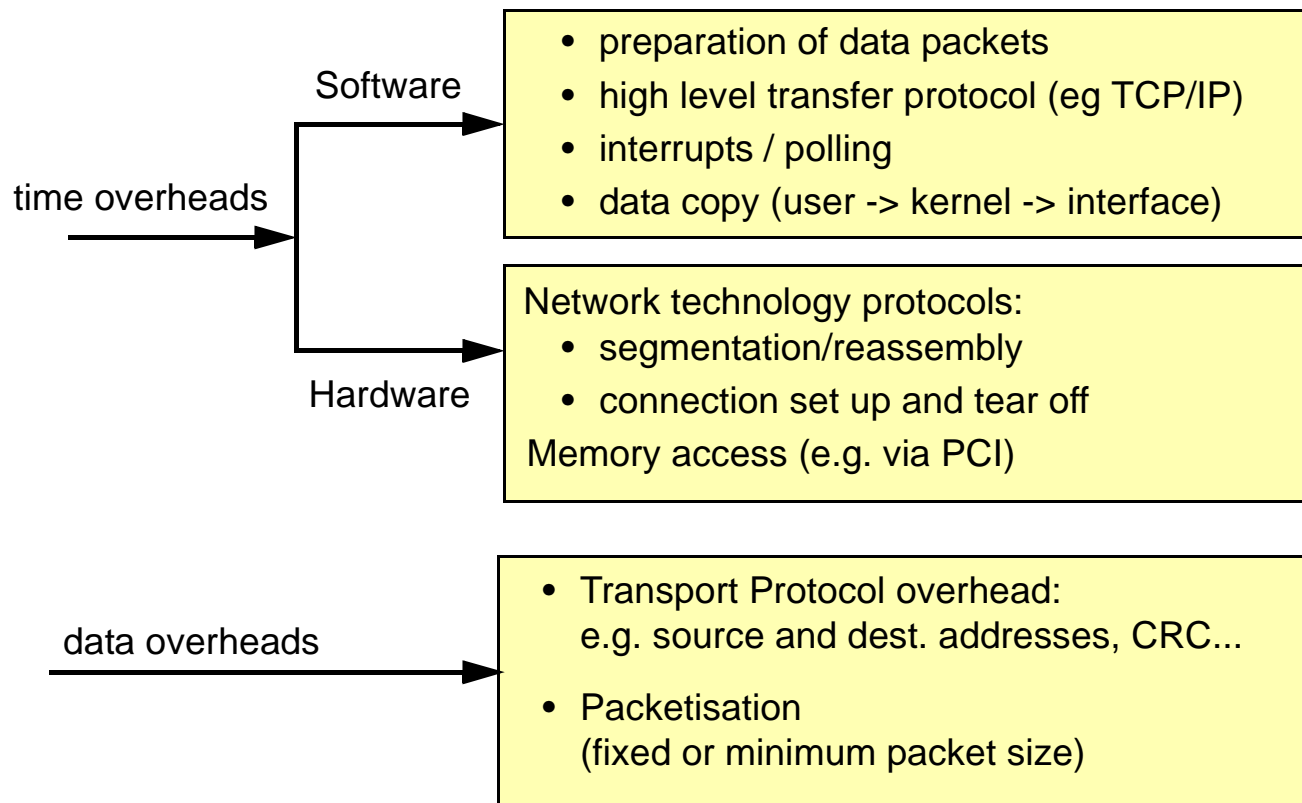 time overheads
Software
• preparation of data packets
• high level transfer protocol (eg TCP/IP)
• interrupts / polling
• data copy (user -> kernel -> interface)
Hardware
Network technology protocols:
• segmentation/reassembly
• connection set up and tear off
Memory access (e.g. via PCI)
data overheads
• Transport Protocol overhead:
e.g. source and dest. addresses, CRC...
• Packetisation
(fixed or minimum packet size)